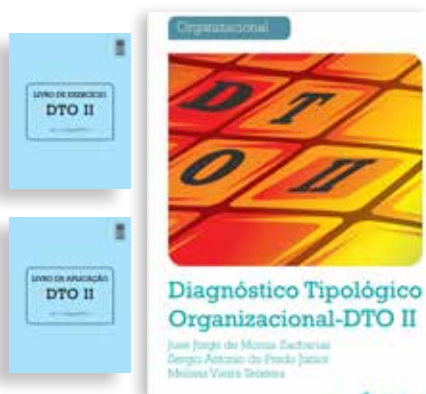 LIVRO DE EXERCÍCIO
DTO II
LIVRO DE APLICAÇÃO
DTO II
Organizacional
D T
O II
Diagnóstico Tipológico
Organizacional-DTO II
José Jorge de Morais Zacharias
Sergio Antonio do Prado Junior
Melissa Vieira Teixeira